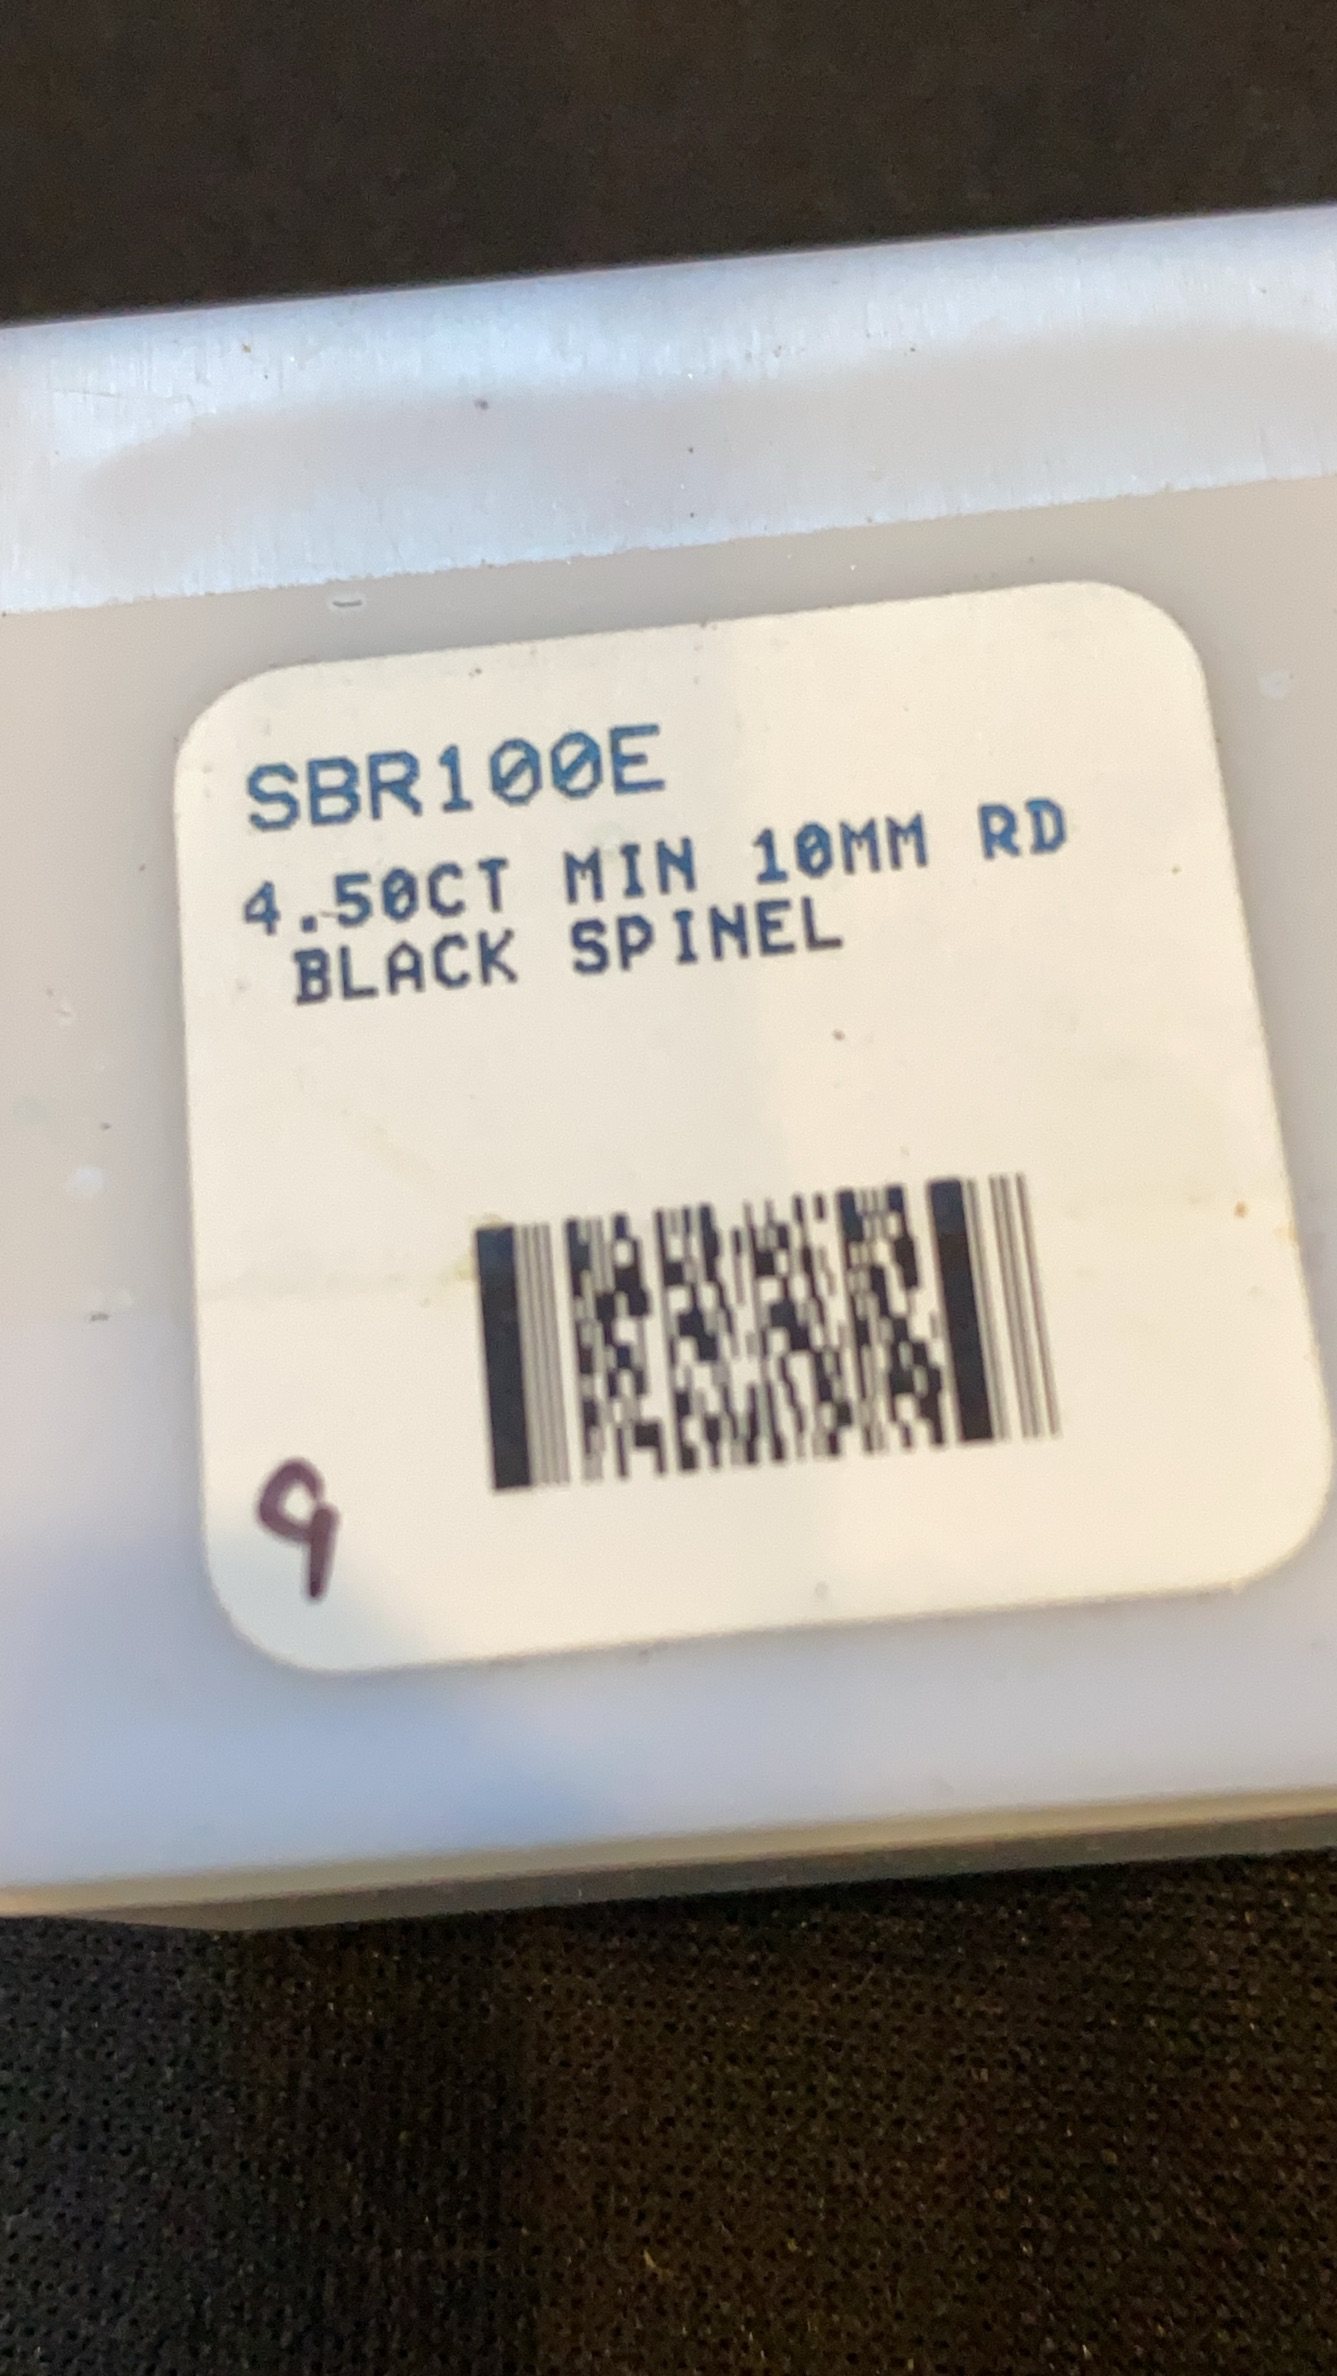 SBR100E
4.50CT MIN 10MM RD
BLACK SPINEL
9